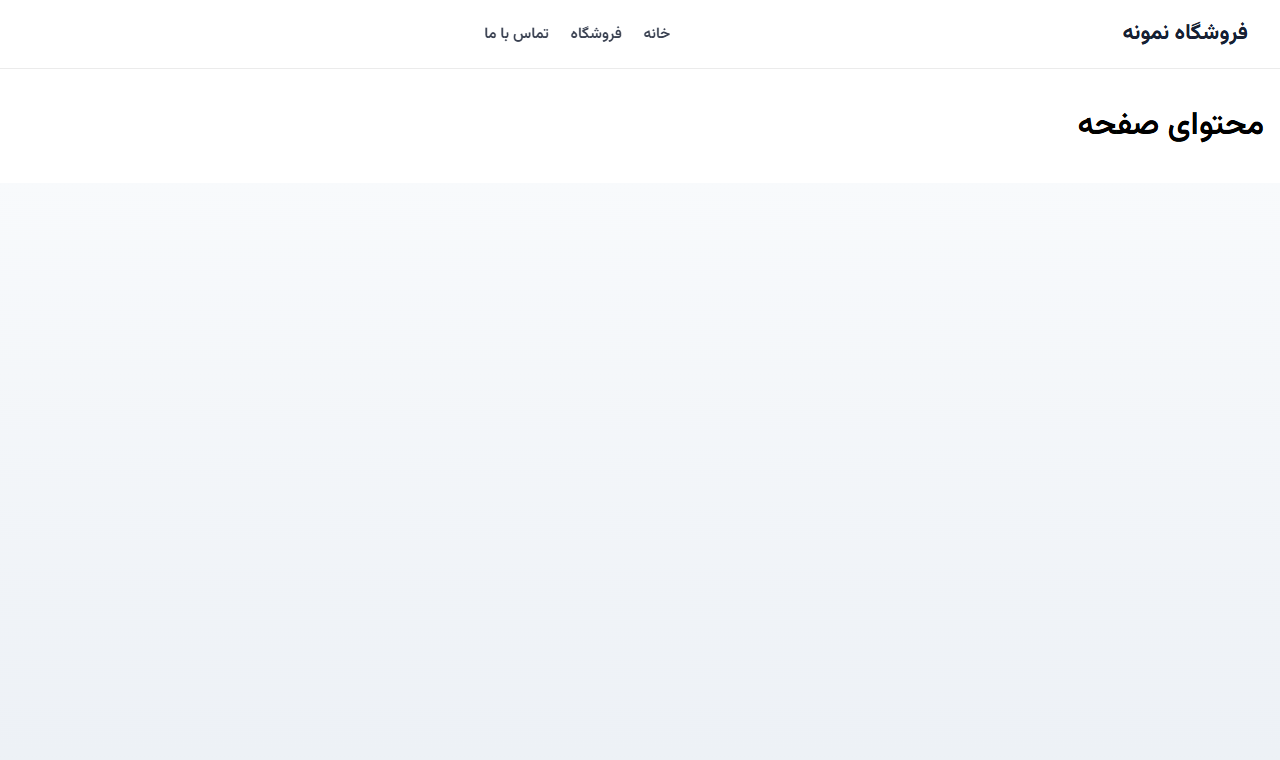 فروشگاه نمونه
خانه فروشگاه تماس با ما
محتوای صفحه